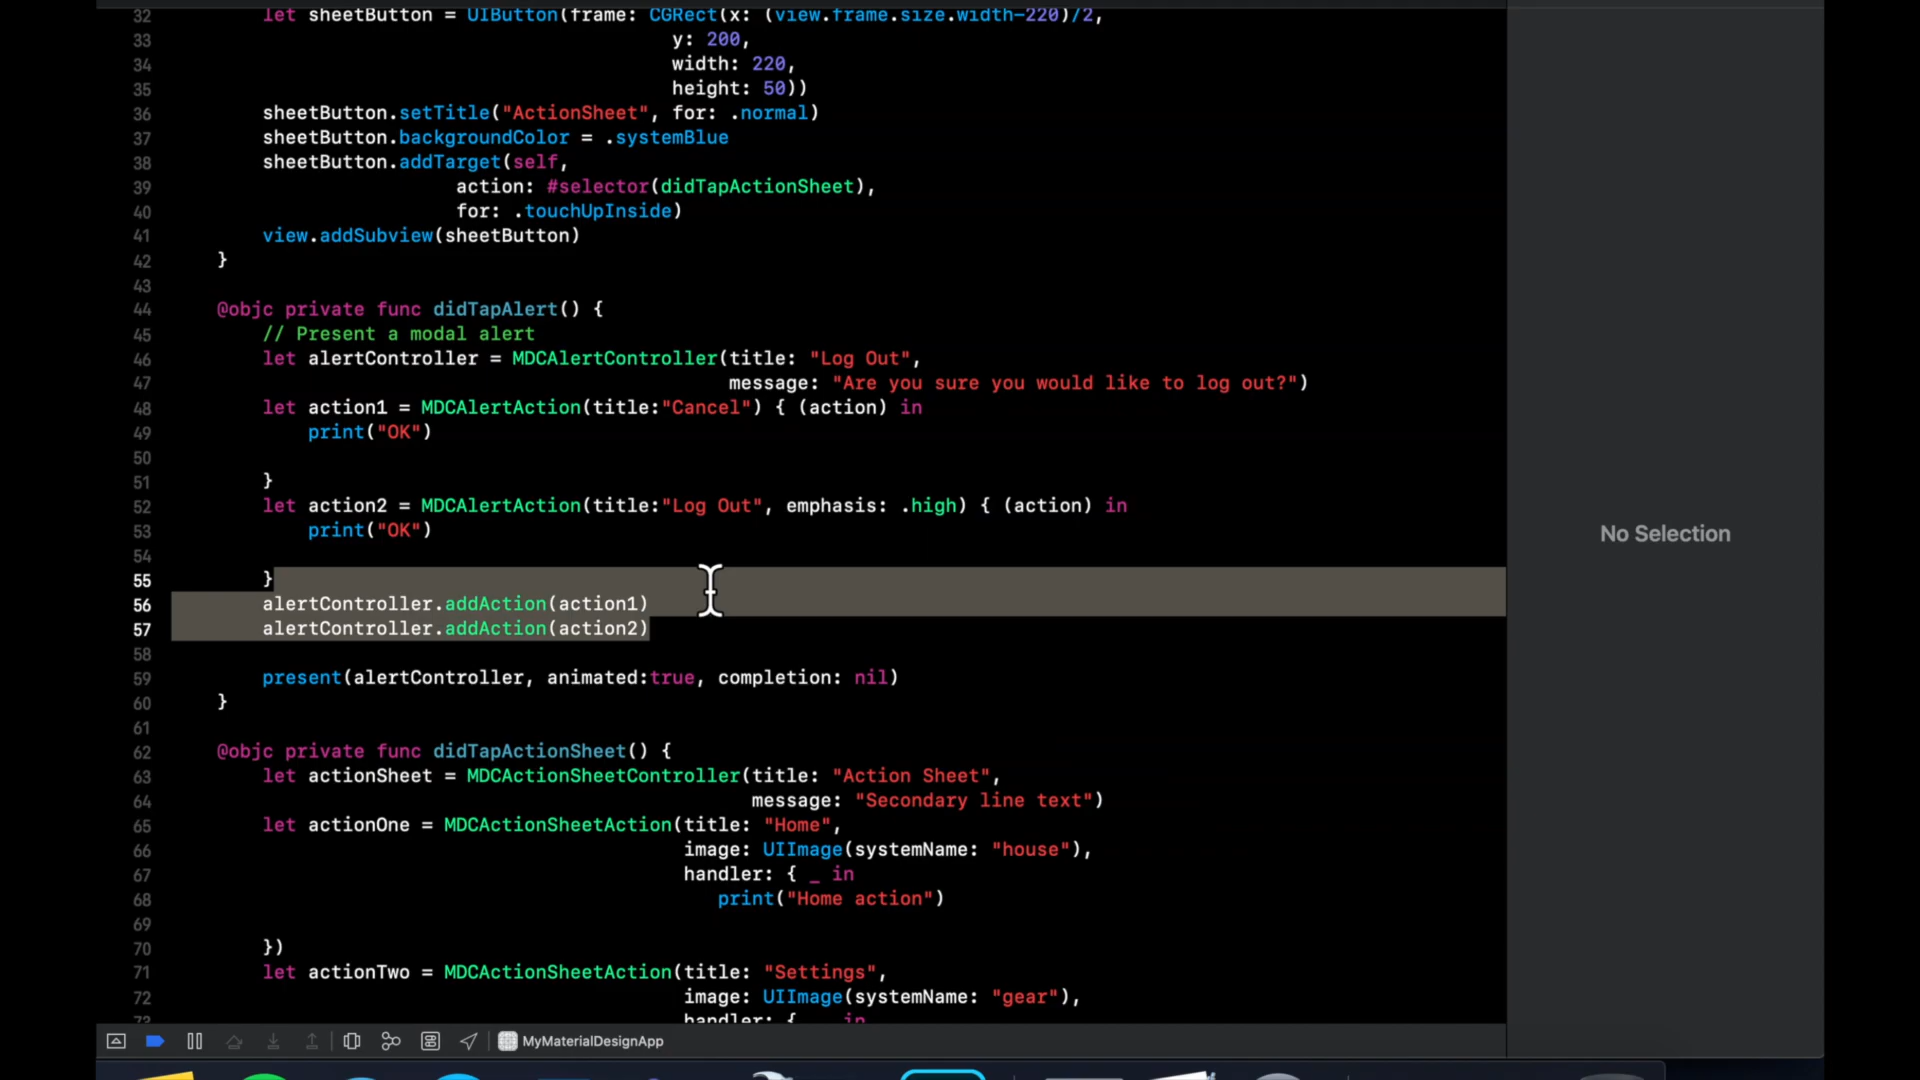 32 let sheetButton = UIButton(frame: CGRect(x: (view.frame.size.width-220)/2,
33 y: 200,
34 width: 220,
35 height: 50))
36 sheetButton.setTitle("ActionSheet", for: .normal)
37 sheetButton.backgroundColor = .systemBlue
38 sheetButton.addTarget(self,
39 action: #selector(didTapActionSheet),
40 for: .touchUpInside)
41 view.addSubview(sheetButton)
42 }
43
44 @objc private func didTapAlert() {
45 // Present a modal alert
46 let alertController = MDCAlertController(title: "Log Out",
47 message: "Are you sure you would like to log out?")
48 let action1 = MDCAlertAction(title:"Cancel") { (action) in
49 print("OK")
50
51 }
52 let action2 = MDCAlertAction(title:"Log Out", emphasis: .high) { (action) in
53 print("OK")
54
55 }
56 alertController.addAction(action1)
57 alertController.addAction(action2)
58
59 present(alertController, animated:true, completion: nil)
60 }
61
62 @objc private func didTapActionSheet() {
63 let actionSheet = MDCActionSheetController(title: "Action Sheet",
64 message: "Secondary line text")
65 let actionOne = MDCActionSheetAction(title: "Home",
66 image: UIImage(systemName: "house"),
67 handler: { _ in
68 print("Home action")
69
70 })
71 let actionTwo = MDCActionSheetAction(title: "Settings",
72 image: UIImage(systemName: "gear"),
73 handler: { _ in
No Selection
MyMaterialDesignApp